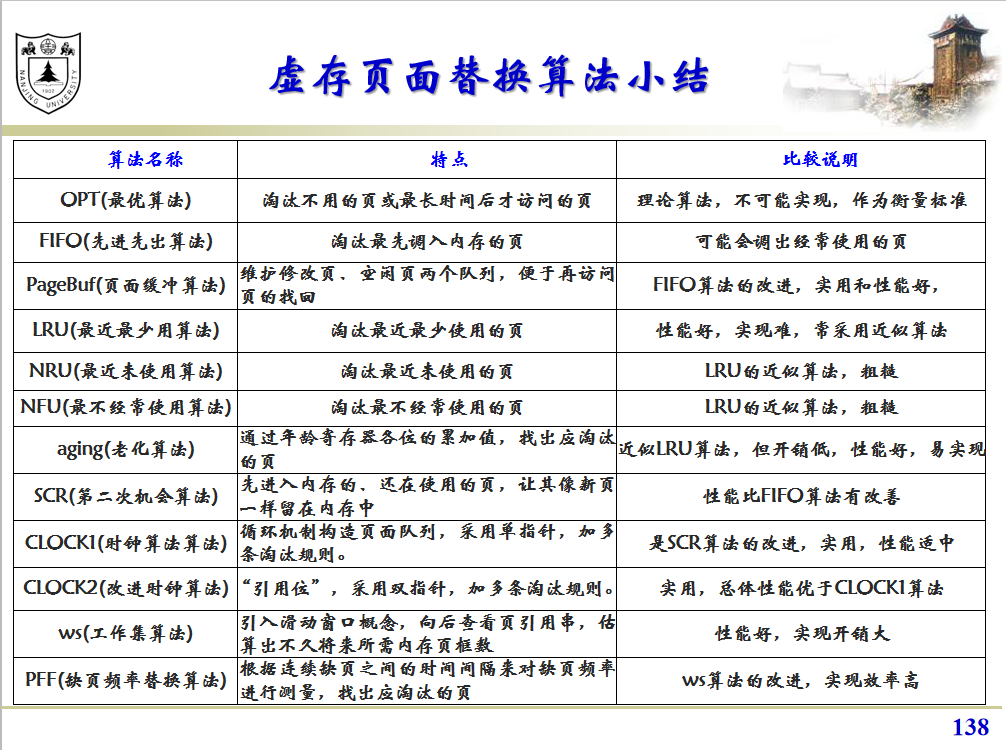 NANJING UNIVERSITY
1902
虚存页面替换算法小结
算法名称 特点 比较说明
OPT(最优算法) 淘汰不用的页或最长时间后才访问的页 理论算法，不可能实现，作为衡量标准
FIFO(先进先出算法) 淘汰最先调入内存的页 可能会调出经常使用的页
PageBuf(页面缓冲算法) 维护修改页、空闲页两个队列，便于再访问
页的找回 FIFO算法的改进，实用和性能好，
LRU(最近最少用算法) 淘汰最近最少使用的页 性能好，实现难，常采用近似算法
NRU(最近未使用算法) 淘汰最近未使用的页 LRU的近似算法，粗糙
NFU(最不经常使用算法) 淘汰最不经常使用的页 LRU的近似算法，粗糙
aging(老化算法) 通过年龄寄存器各位的累加值，找出应淘汰
的页 近似LRU算法，但开销低，性能好，易实现
SCR(第二次机会算法) 先进入内存的、还在使用的页，让其像新页
一样留在内存中 性能比FIFO算法有改善
CLOCK1(时钟算法算法) 循环机制构造页面队列，采用单指针，加多
条淘汰规则。 是SCR算法的改进，实用，性能适中
CLOCK2(改进时钟算法) “引用位”，采用双指针，加多条淘汰规则。 实用，总体性能优于CLOCK1算法
ws(工作集算法) 引入滑动窗口概念，向后查看页引用串，估
算出不久将来所需内存页框数 性能好，实现开销大
PFF(缺页频率替换算法) 根据连续缺页之间的时间间隔来对缺页频率
进行测量，找出应淘汰的页 ws算法的改进，实现效率高
138